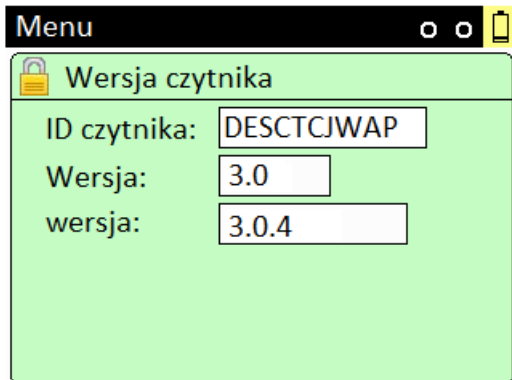 Menu
Wersja czytnika
ID czytnika: DESCTCJWAP
Wersja: 3.0
wersja: 3.0.4